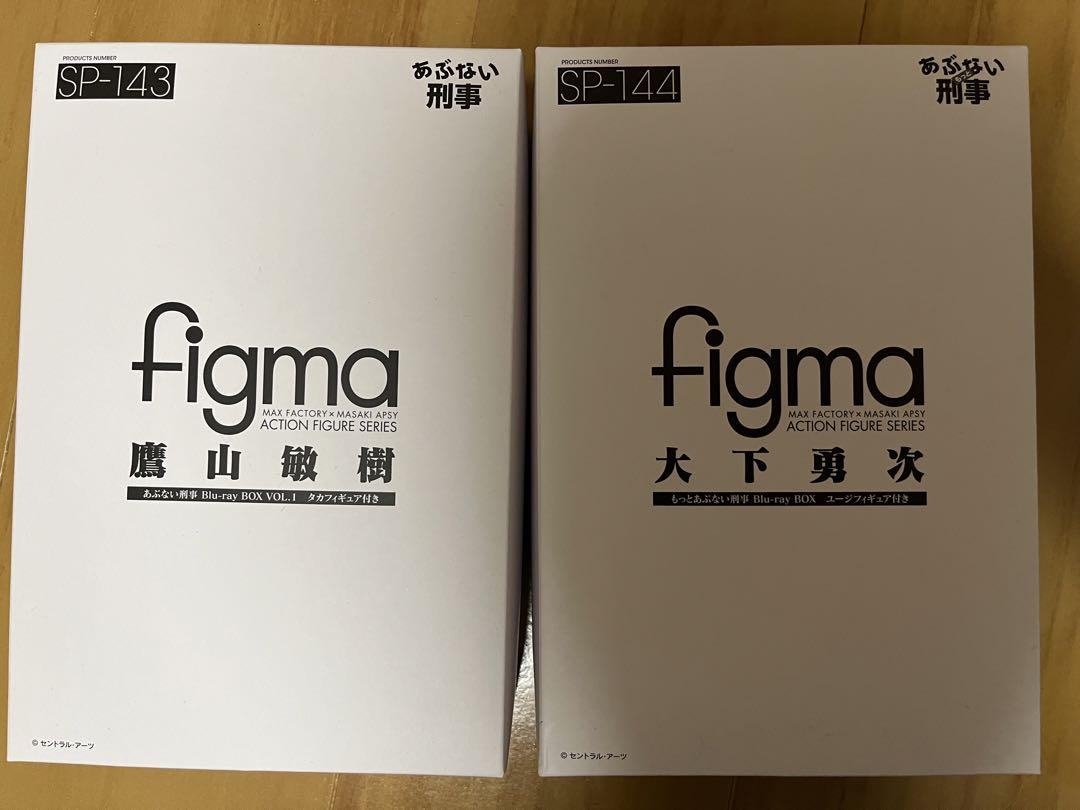 PRODUCTS NUMBER
SP-143
あぶない
刑事
figma
MAX FACTORY × MASAKI APSY
ACTION FIGURE SERIES
鷹山敏樹
あぶない刑事 Blu-ray BOX VOL.1 タカフィギュア付き
© セントラル・アーツ
PRODUCTS NUMBER
SP-144
あぶない
刑事
figma
MAX FACTORY × MASAKI APSY
ACTION FIGURE SERIES
大下勇次
もっとあぶない刑事 Blu-ray BOX ユージフィギュア付き
© セントラル・アーツ